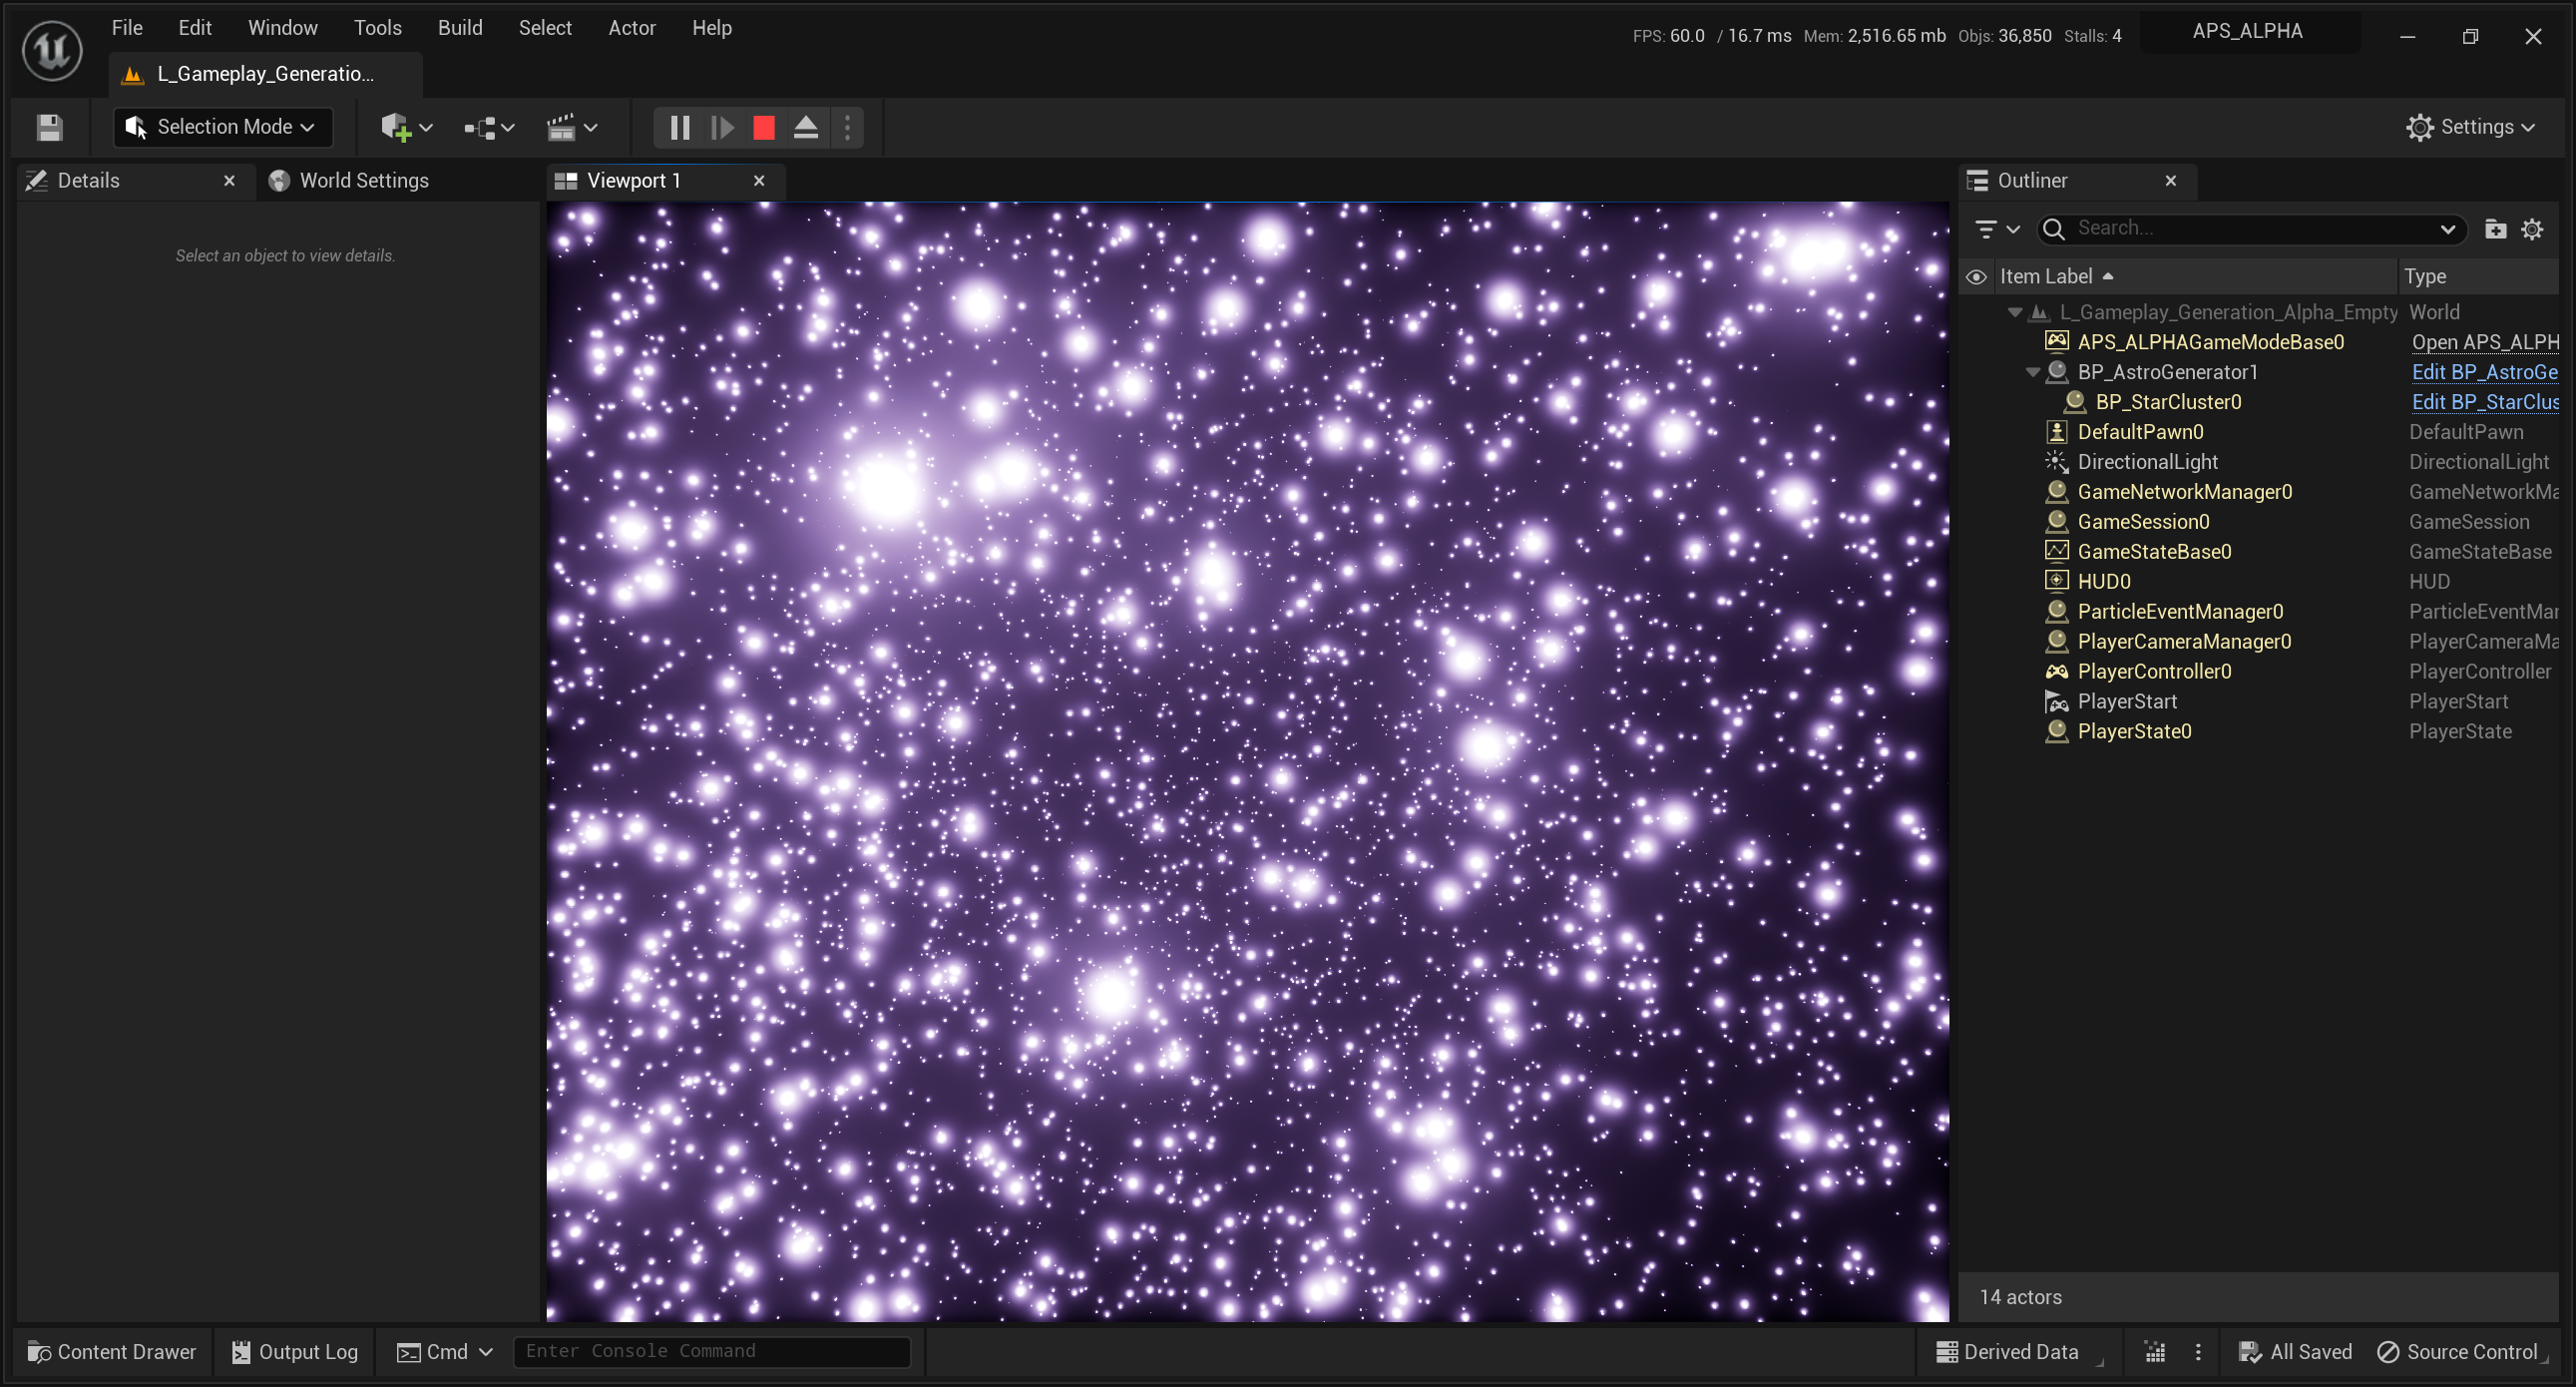 File Edit Window Tools Build Select Actor Help
FPS: 60.0 / 16.7 ms Mem: 2,516.65 mb Objs: 36,850 Stalls: 4
APS_ALPHA
L_Gameplay_Generatio...
Selection Mode
Settings
Details
World Settings
Viewport 1
Outliner
Select an object to view details.
Search...
Item Label Type
L_Gameplay_Generation_Alpha_Empty World
APS_ALPHAGameModeBase0 Open APS_ALPH
BP_AstroGenerator1 Edit BP_AstroGe
BP_StarCluster0 Edit BP_StarClus
DefaultPawn0 DefaultPawn
DirectionalLight DirectionalLight
GameNetworkManager0 GameNetworkMa
GameSession0 GameSession
GameStateBase0 GameStateBase
HUD0 HUD
ParticleEventManager0 ParticleEventMan
PlayerCameraManager0 PlayerCameraMa
PlayerController0 PlayerController
PlayerStart PlayerStart
PlayerState0 PlayerState
14 actors
Content Drawer
Output Log
Cmd
Enter Console Command
Derived Data
All Saved
Source Control